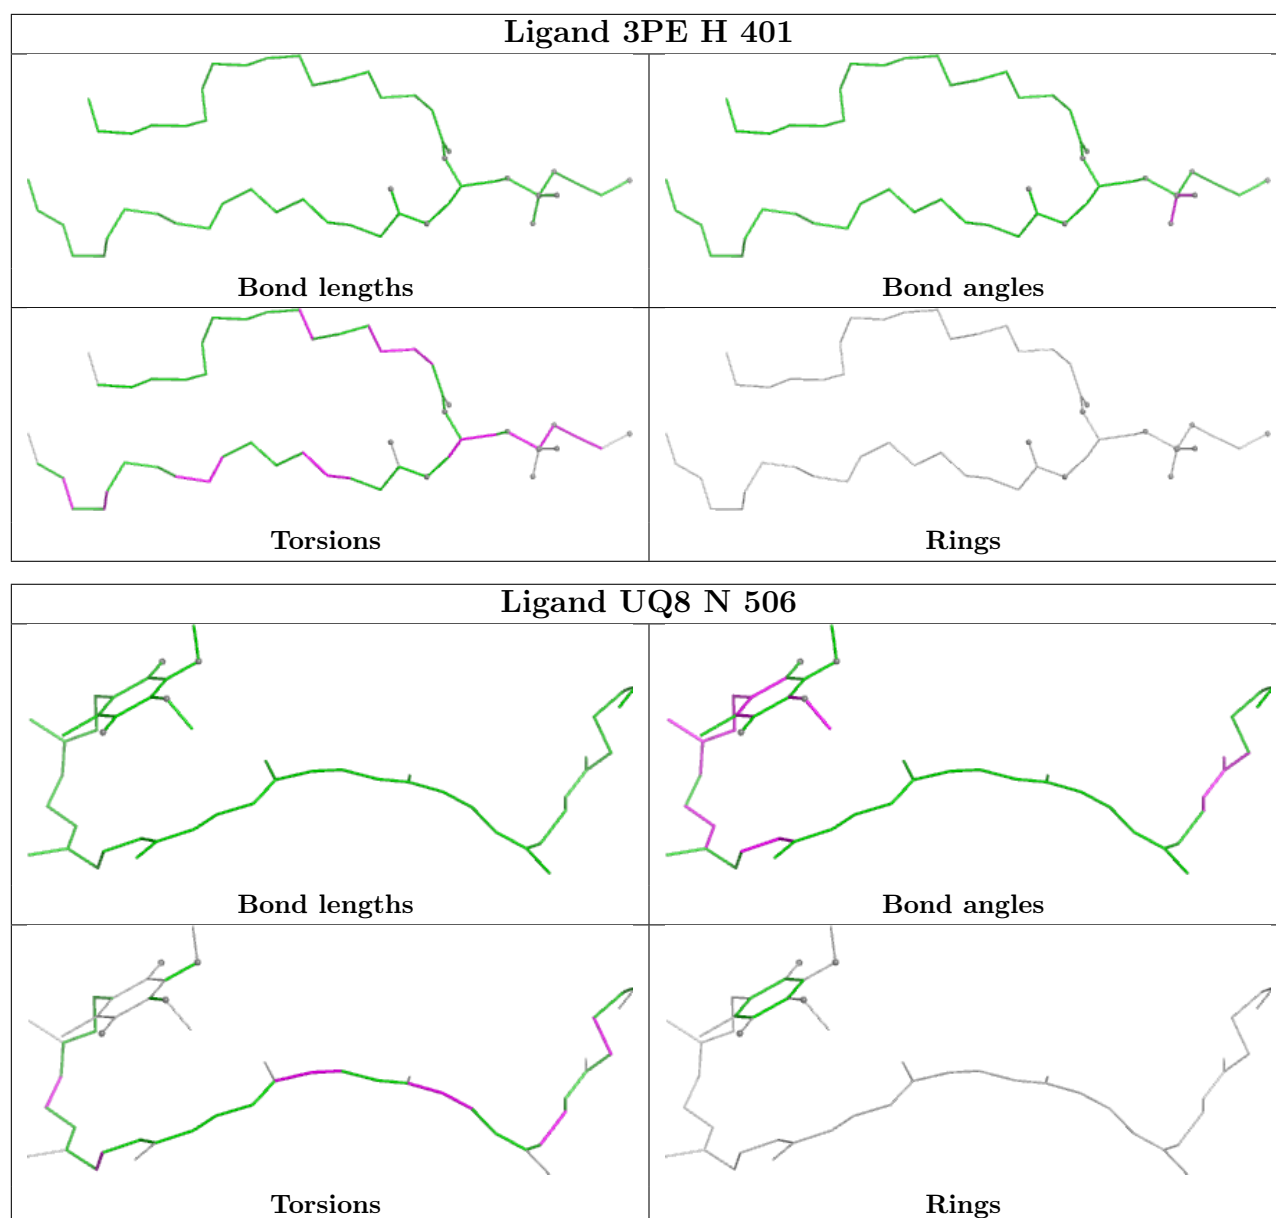 Ligand 3PE H 401
Bond lengths
Bond angles
Torsions
Rings
Ligand UQ8 N 506
Bond lengths
Bond angles
Torsions
Rings